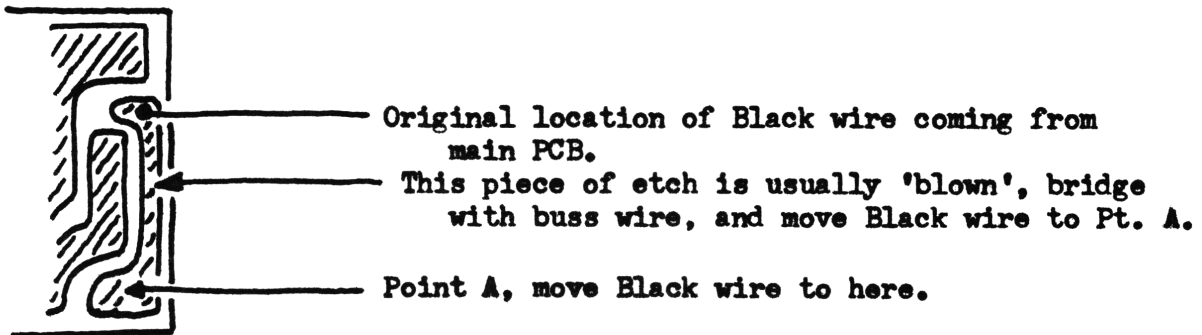 Original location of Black wire coming from
main PCB.
This piece of etch is usually 'blown', bridge
with buss wire, and move Black wire to Pt. A.
Point A, move Black wire to here.